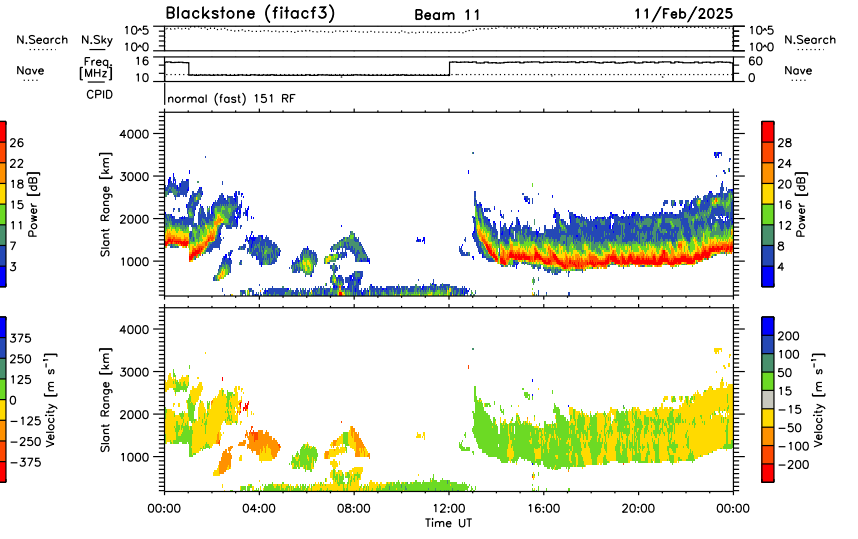 Blackstone (fitacf3) Beam 11 11/Feb/2025
N.Search N.Sky 10^5 10^0 10^5 10^0 N.Search
Nave Freq. [MHz] 16 10 60 0 Nave
CPID normal (fast) 151 RF
Power [dB] 26 22 18 15 11 7 3
Slant Range [km] 4000 3000 2000 1000
28 24 20 16 12 8 4 Power [dB]
375 250 125 0 -125 -250 -375 Velocity [m s⁻¹]
Slant Range [km] 4000 3000 2000 1000
200 100 50 15 -15 -50 -100 -200 Velocity [m s⁻¹]
00:00 04:00 08:00 12:00 16:00 20:00 00:00
Time UT